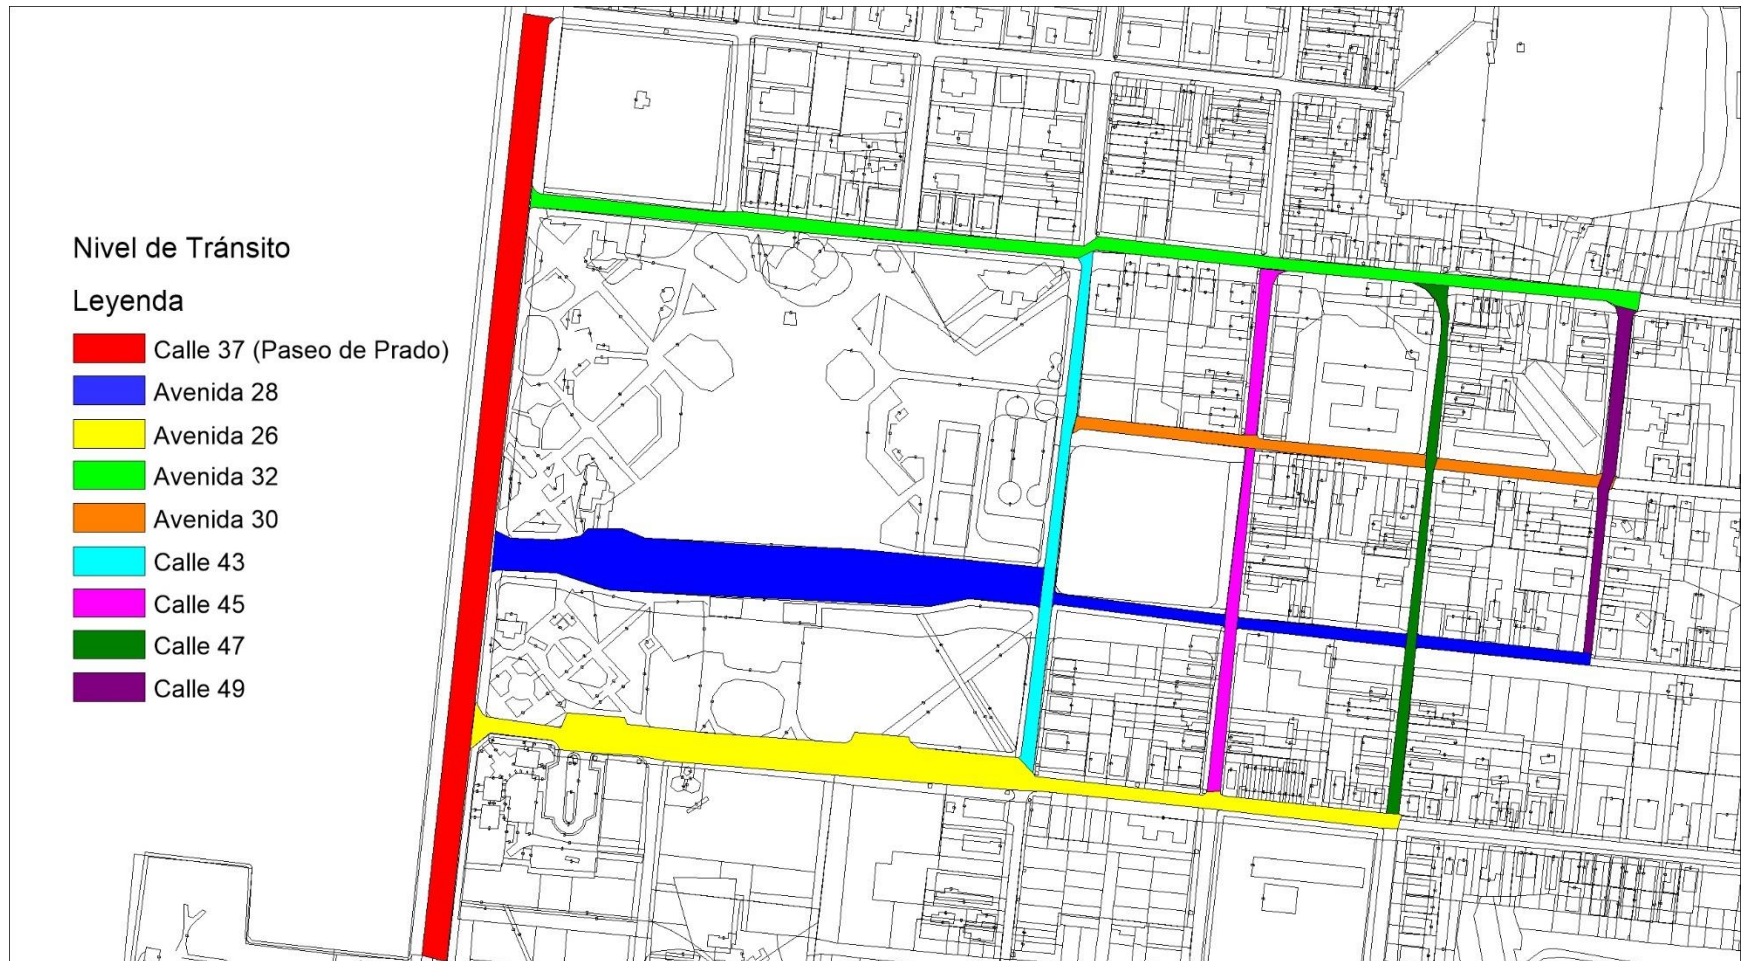 Nivel de Tránsito
Leyenda
Calle 37 (Paseo de Prado)
Avenida 28
Avenida 26
Avenida 32
Avenida 30
Calle 43
Calle 45
Calle 47
Calle 49